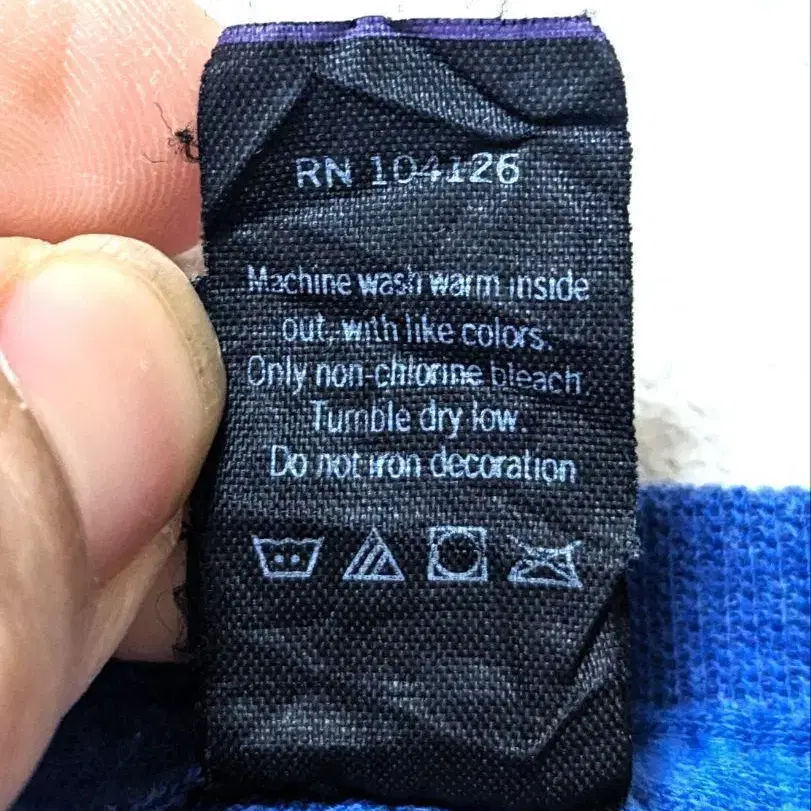 RN 104126
Machine wash warm inside
out, with like colors.
Only non-chlorine bleach.
Tumble dry low.
Do not iron decoration